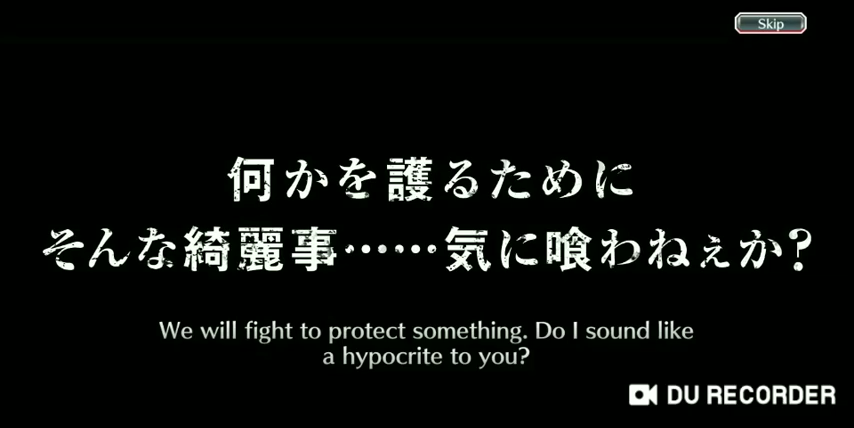 Skip
何かを護るために
そんな綺麗事……気に喰わねぇか?
We will fight to protect something. Do I sound like
a hypocrite to you?
DU RECORDER